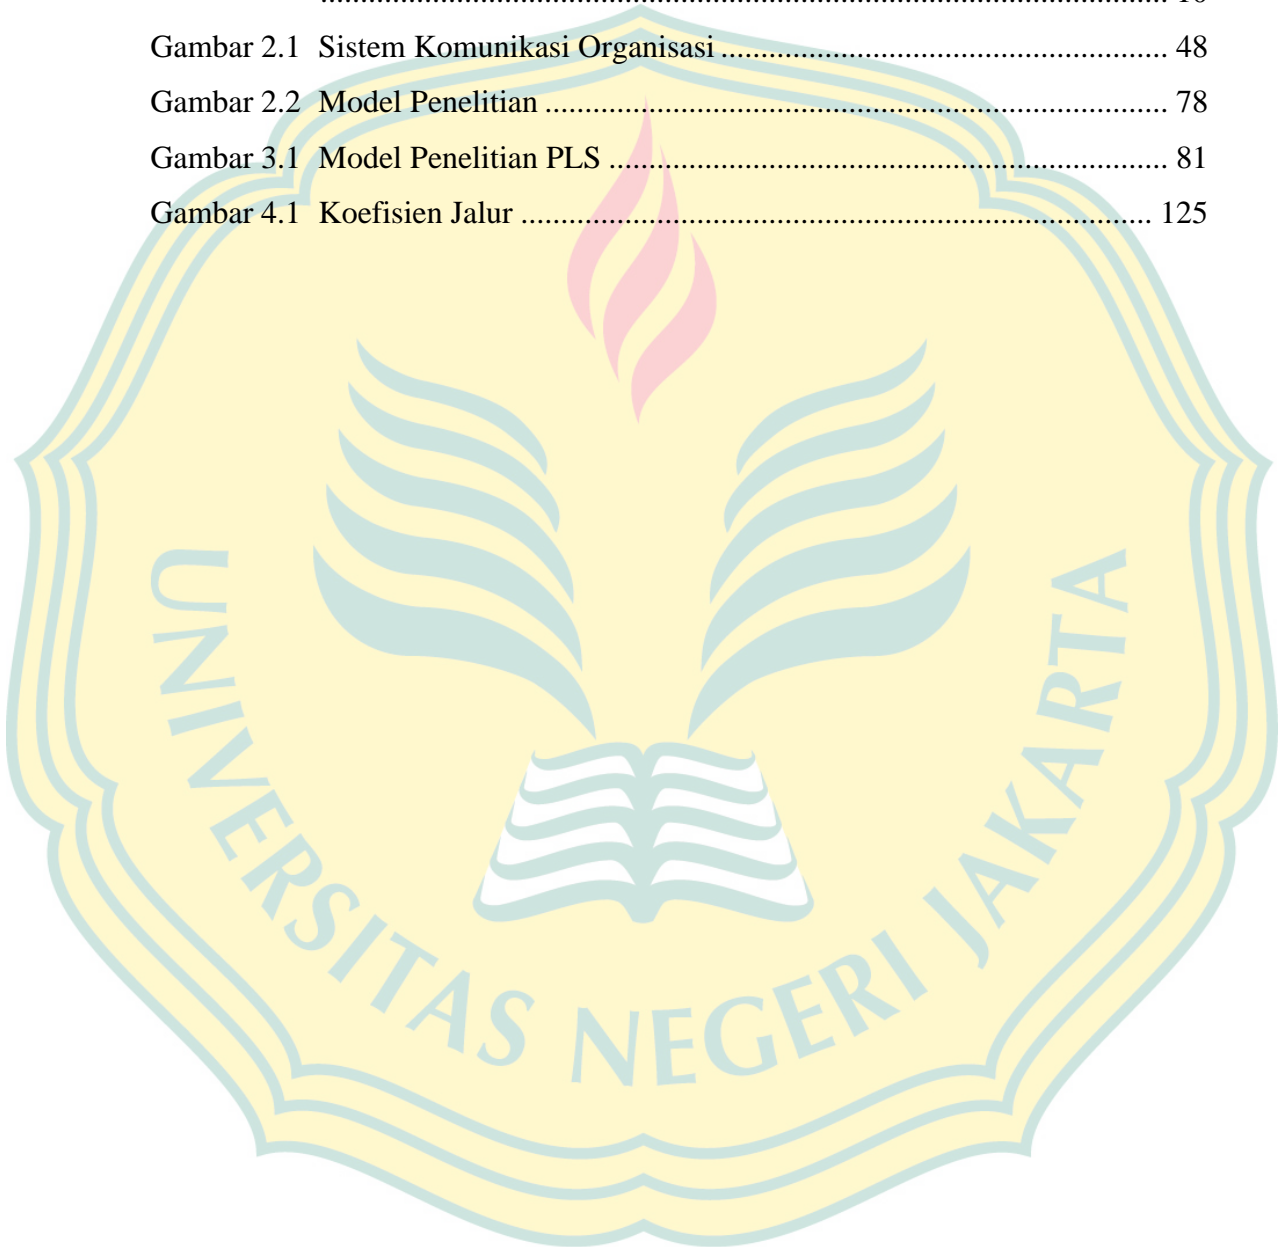 Gambar 2.1 Sistem Komunikasi Organisasi ........................................................ 48
Gambar 2.2 Model Penelitian .............................................................................. 78
Gambar 3.1 Model Penelitian PLS ...................................................................... 81
Gambar 4.1 Koefisien Jalur ............................................................................... 125
UNIVERSITAS NEGERI JAKARTA